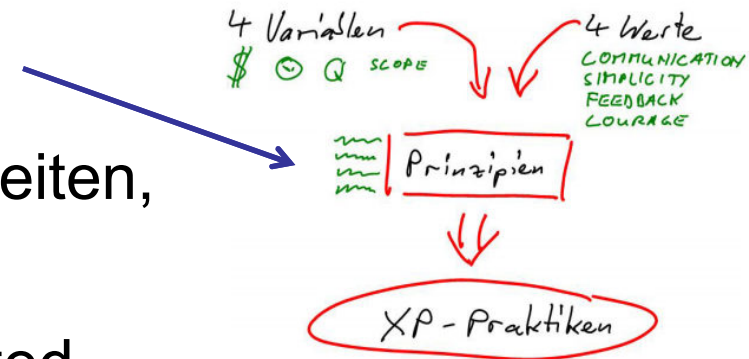 4 Variablen
$ Q SCOPE
4 Werte
COMMUNICATION
SIMPLICITY
FEEDBACK
COURAGE
eiten,
Prinzipien
XP-Praktiken